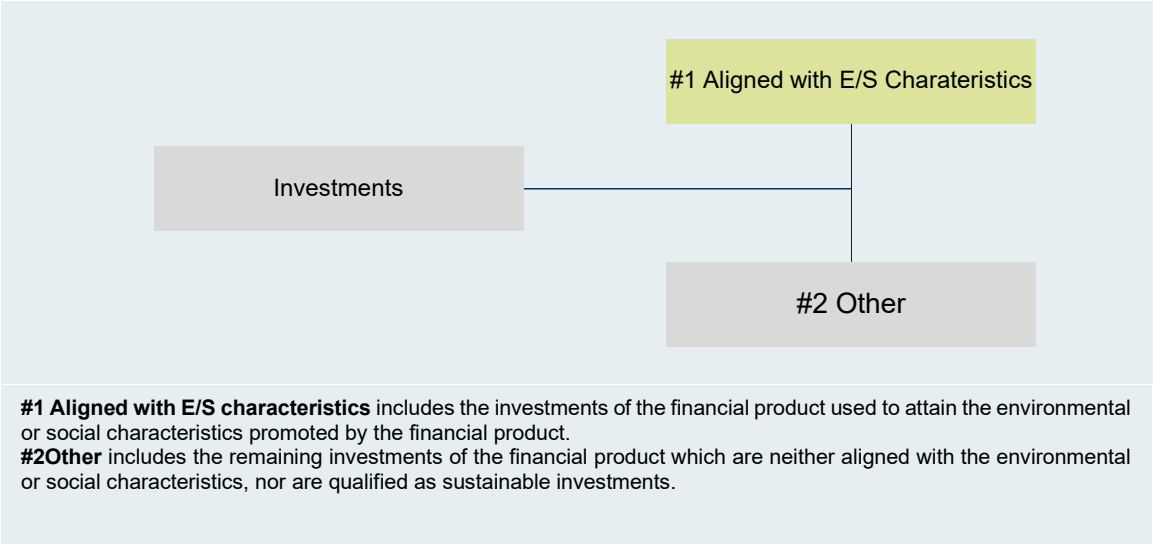 #1 Aligned with E/S Charateristics
Investments
#2 Other
#1 Aligned with E/S characteristics includes the investments of the financial product used to attain the environmental
or social characteristics promoted by the financial product.
#2Other includes the remaining investments of the financial product which are neither aligned with the environmental
or social characteristics, nor are qualified as sustainable investments.